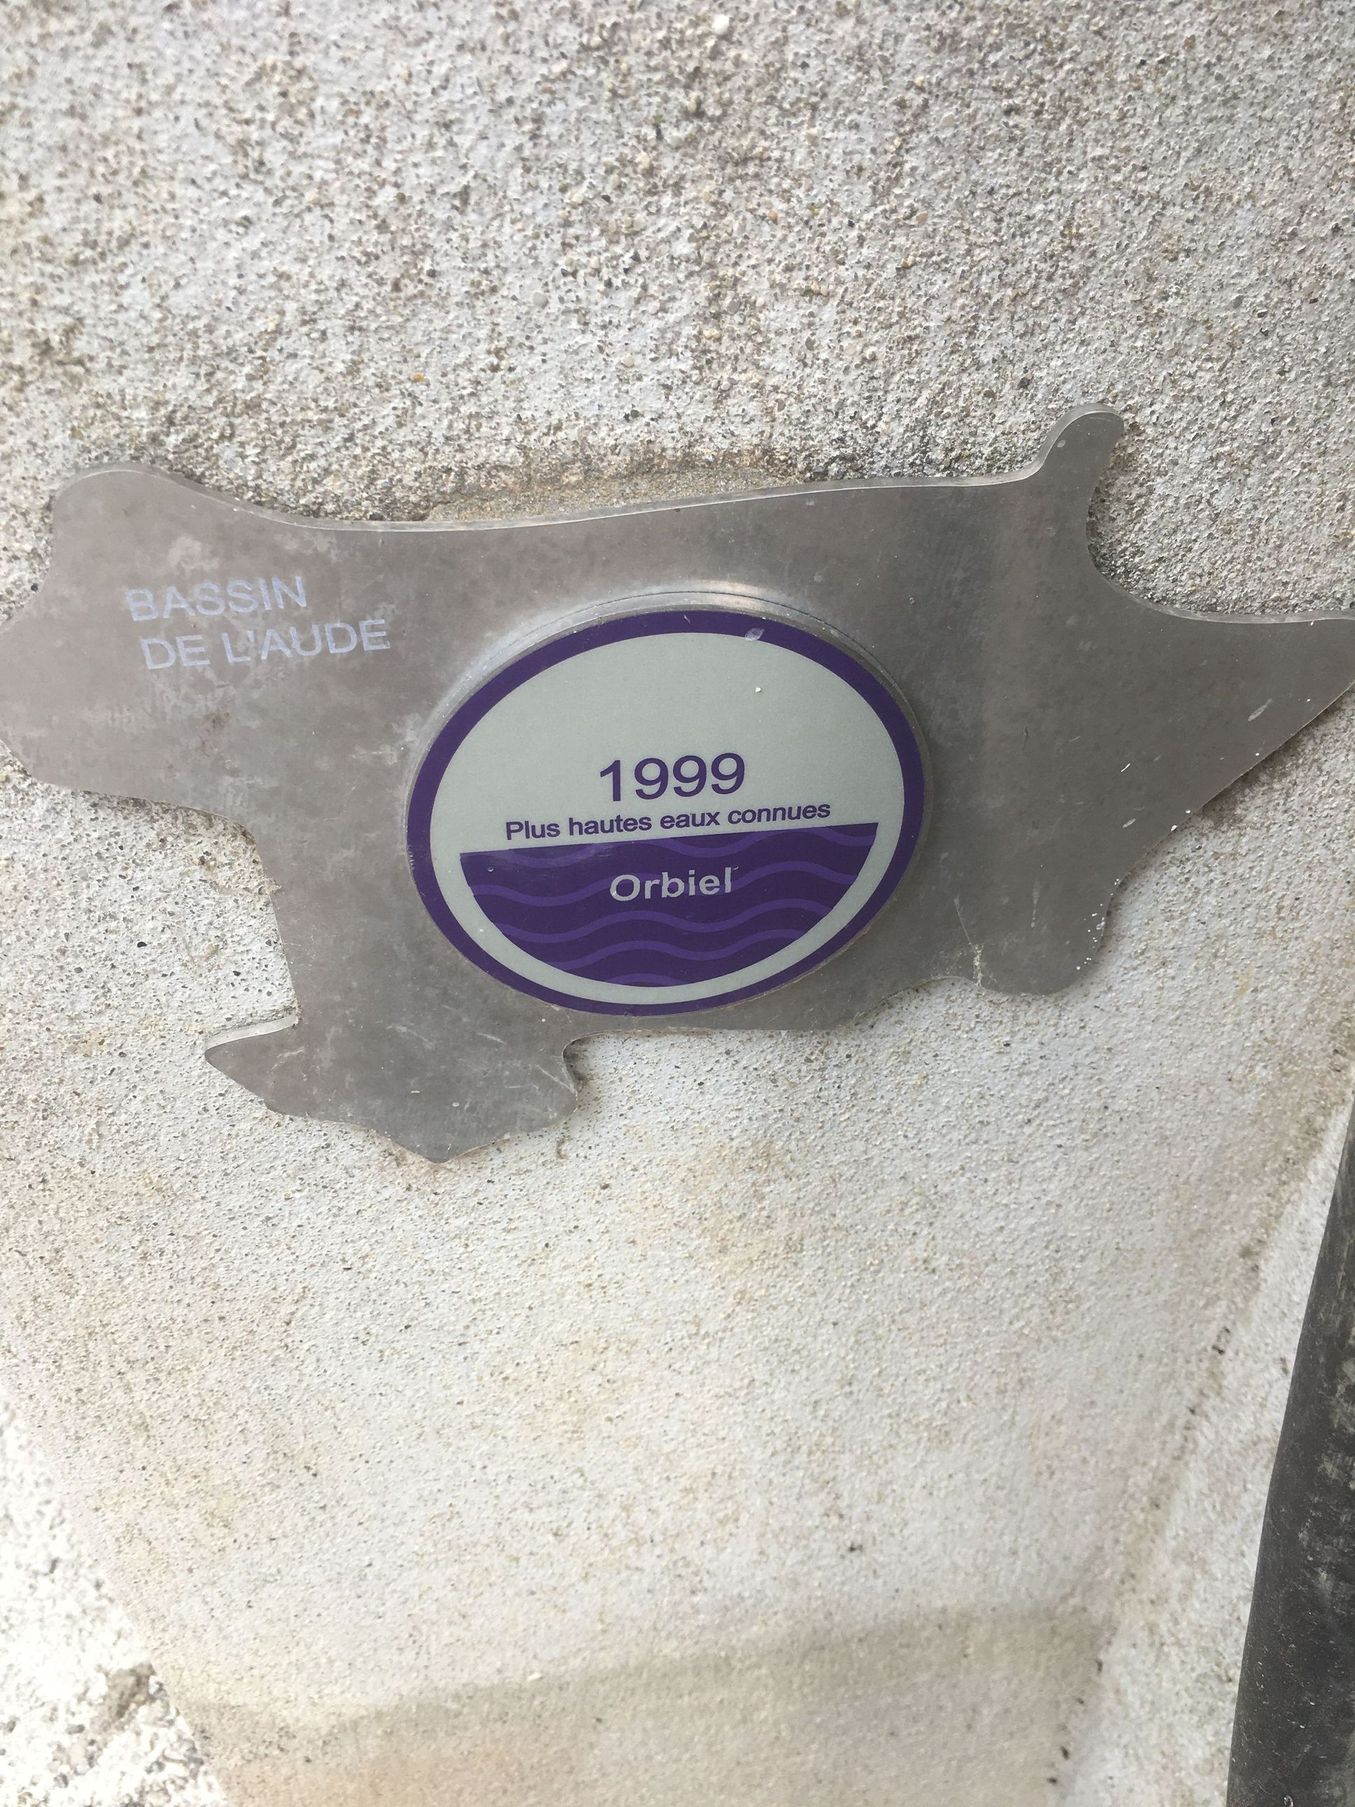 BASSIN
DE L'AUDE
1999
Plus hautes eaux connues
Orbiel